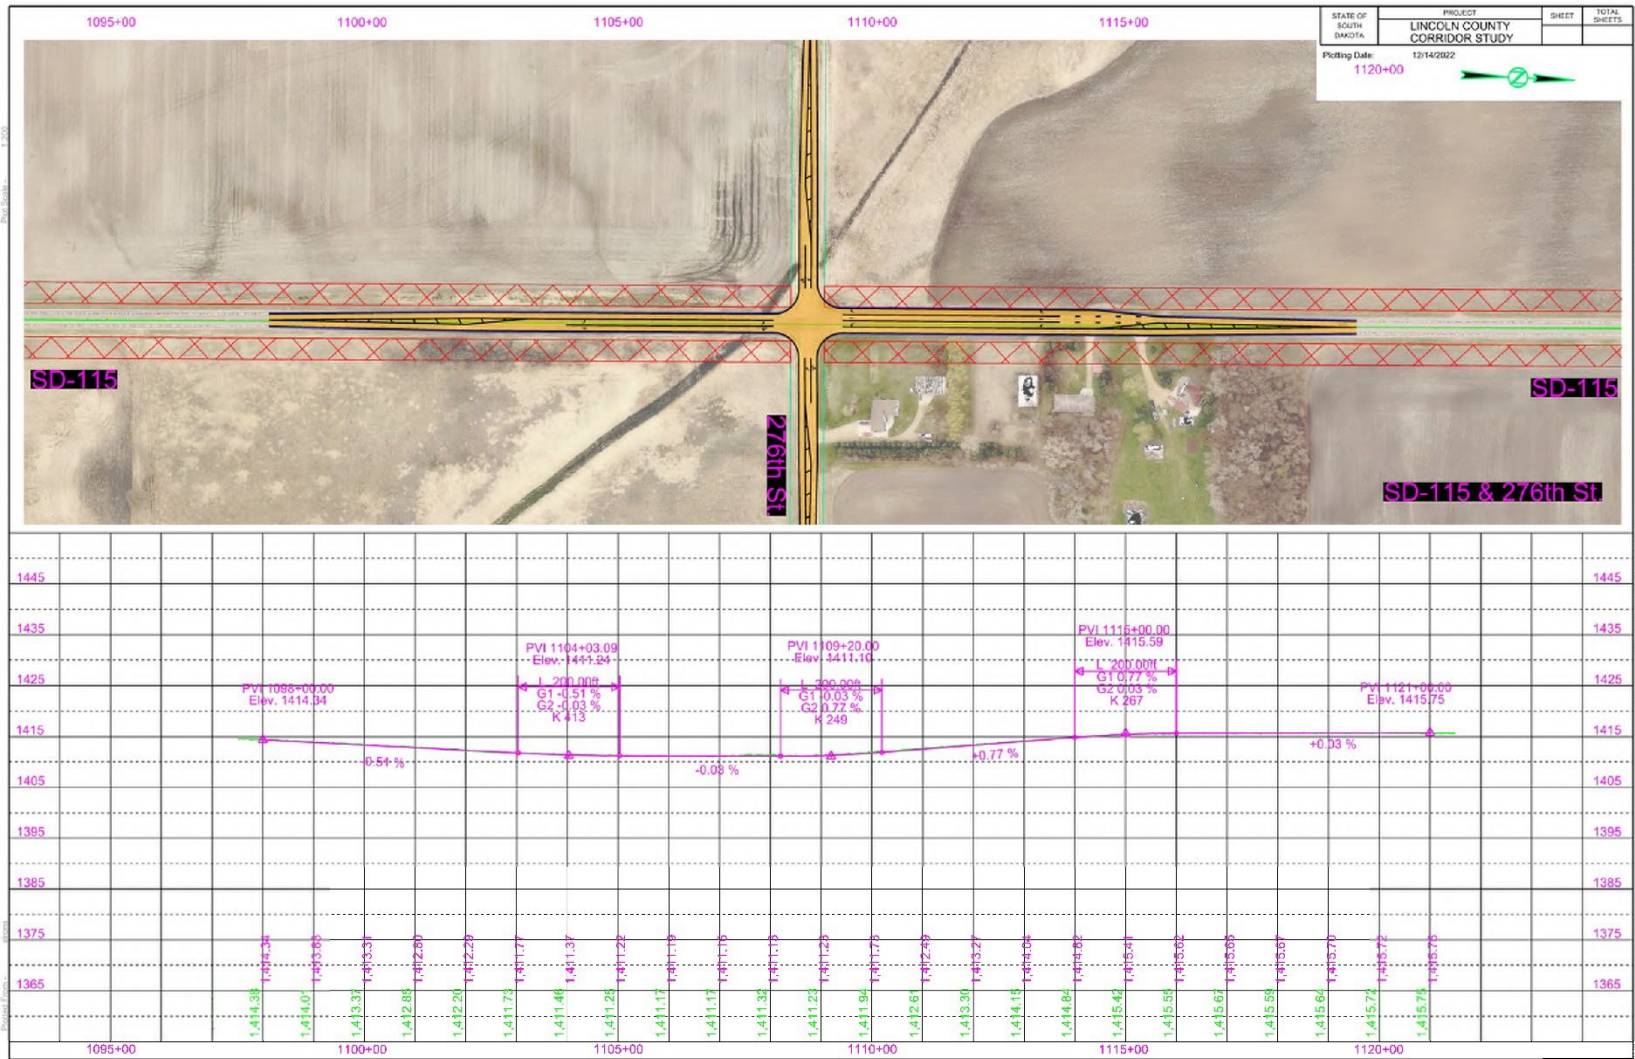 1095+00 1100+00 1105+00 1110+00 1115+00
STATE OF SOUTH DAKOTA
PROJECT
LINCOLN COUNTY
CORRIDOR STUDY
SHEET
TOTAL SHEETS
Plotting Date: 12/14/2022
1120+00
SD-115
SD-115
276th St.
SD-115 & 276th St.
1445 1445
1435 1435
1425 1425
1415 1415
1405 1405
1395 1395
1385 1385
1375 1375
1365 1365
PVI 1098+00.00
Elev. 1414.34
PVI 1104+03.09
Elev. 1411.24
L 200.00ft
G1 -0.51 %
G2 -0.03 %
K 413
PVI 1109+20.00
Elev. 1411.10
L 200.00ft
G1 -0.03 %
G2 0.77 %
K 249
PVI 1115+00.00
Elev. 1415.59
L 200.00ft
G1 0.77 %
G2 0.03 %
K 267
PVI 1121+00.00
Elev. 1415.75
-0.51 %
-0.03 %
+0.77 %
+0.03 %
1,414.34 1,413.83 1,413.31 1,412.80 1,412.29 1,411.77 1,411.37 1,411.22 1,411.19 1,411.16 1,411.13 1,411.25 1,411.73 1,412.49 1,413.27 1,414.04 1,414.82 1,415.41 1,415.62 1,415.65 1,415.67 1,415.70 1,415.72 1,415.75
1,414.38 1,414.01 1,413.37 1,412.85 1,412.20 1,411.73 1,411.46 1,411.25 1,411.17 1,411.17 1,411.32 1,411.23 1,411.94 1,412.61 1,413.30 1,414.15 1,414.84 1,415.42 1,415.55 1,415.67 1,415.59 1,415.64 1,415.72 1,415.75
1095+00 1100+00 1105+00 1110+00 1115+00 1120+00